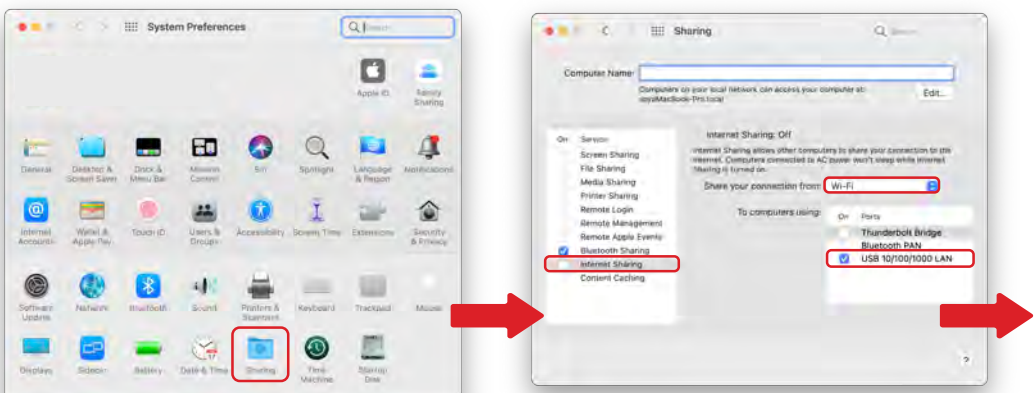 System Preferences
Search
Apple ID
Family Sharing
General
Desktop & Screen Saver
Dock & Menu Bar
Mission Control
Siri
Spotlight
Language & Region
Notifications
Internet Accounts
Wallet & Apple Pay
Touch ID
Users & Groups
Accessibility
Screen Time
Extensions
Security & Privacy
Software Update
Network
Bluetooth
Sound
Printers & Scanners
Keyboard
Trackpad
Mouse
Displays
Sidecar
Battery
Date & Time
Sharing
Time Machine
Startup Disk
Sharing
Search
Computer Name:
Computers on your local network can access your computer at:
Edit...
On Service
Screen Sharing
File Sharing
Media Sharing
Printer Sharing
Remote Login
Remote Management
Remote Apple Events
Bluetooth Sharing
Internet Sharing
Content Caching
Internet Sharing: Off
Internet Sharing allows other computers to share your connection to the
internet. Computers connected to AC power won't sleep while Internet
Sharing is turned on.
Share your connection from: Wi-Fi
To computers using:
On Ports
Thunderbolt Bridge
Bluetooth PAN
USB 10/100/1000 LAN
?